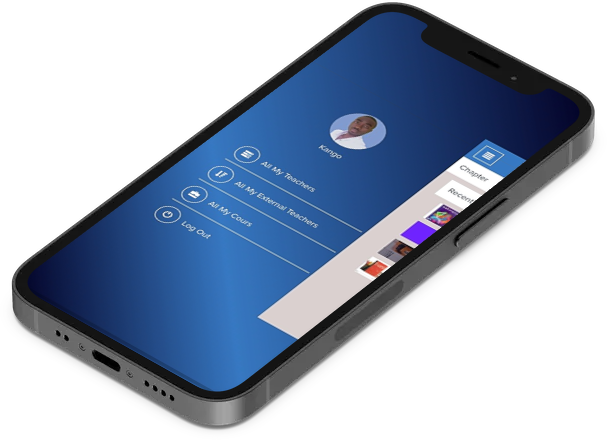 Kango
All My Teachers
All My External Teachers
All My Cours
Log Out
Chapter
Recent